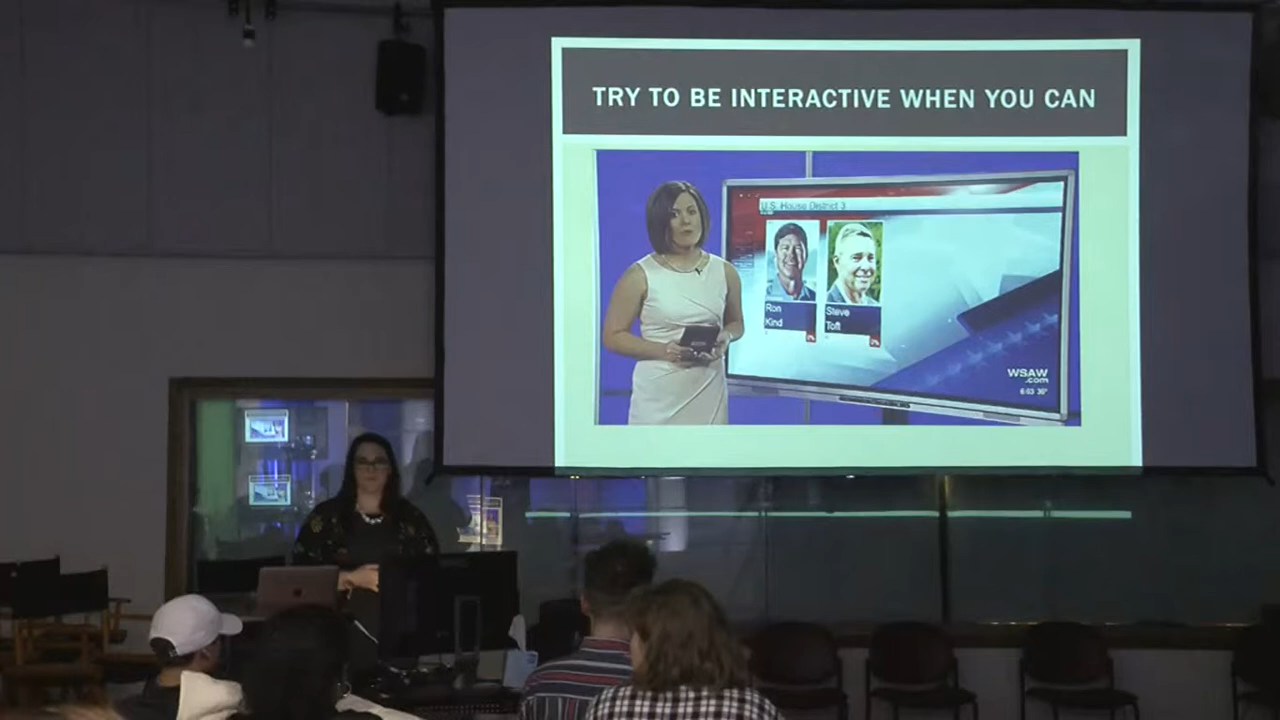 TRY TO BE INTERACTIVE WHEN YOU CAN
U.S. House District 3
Ron
Kind
Steve
Toft
WSAW
.com
6:03 36°